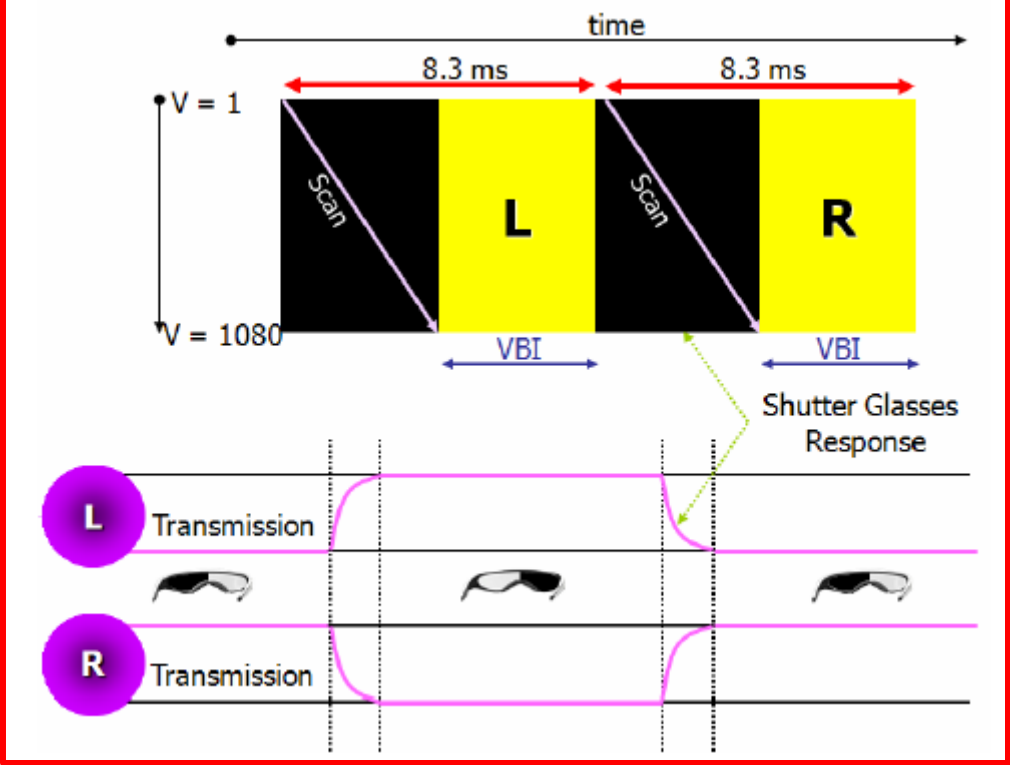 time
8.3 ms
8.3 ms
V = 1
Scan
L
Scan
R
V = 1080
VBI
VBI
Shutter Glasses
Response
L
Transmission
R
Transmission